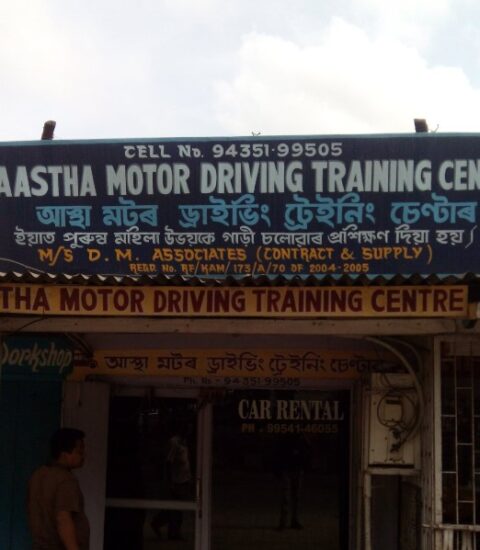 CELL No. 94351-99505
AASTHA MOTOR DRIVING TRAINING CEN
আস্থা মটৰ ড্ৰাইভিং ট্ৰেইনিং চেণ্টাৰ
ইয়াত পুৰুষ মহিলা উভয়কে গাড়ী চলোৱাৰ প্ৰশিক্ষণ দিয়া হয়।
M/S D. M. ASSOCIATES (CONTRACT & SUPPLY)
REGD No. RF/KAM/173/A/70 OF 2004-2005
THA MOTOR DRIVING TRAINING CENTRE
Workshop
আস্থা মটৰ ড্ৰাইভিং ট্ৰেইনিং চেণ্টাৰ
Ph. No - 94351 99505
CAR RENTAL
PH - 99541-46055